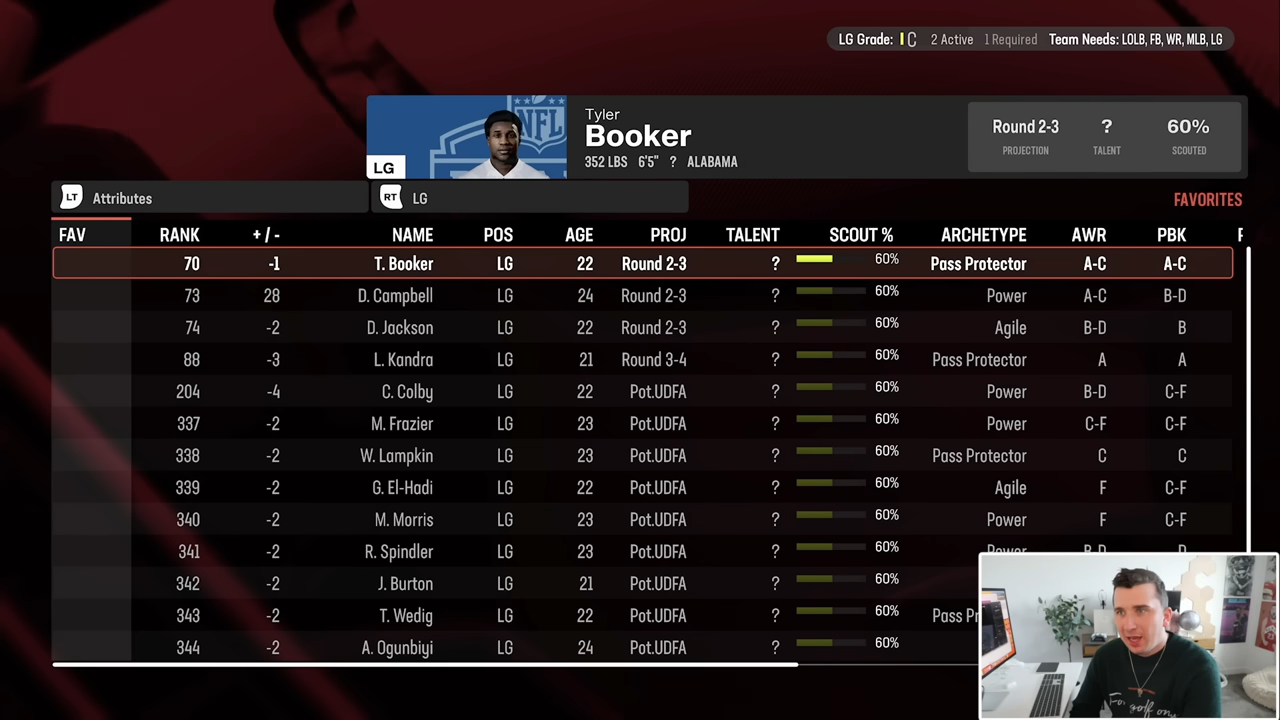 LG Grade: C 2 Active 1 Required Team Needs: LOLB, FB, WR, MLB, LG
NFL
LG
Tyler
Booker
352 LBS 6'5" ? ALABAMA
Round 2-3 ? 60%
PROJECTION TALENT SCOUTED
LT Attributes RT LG FAVORITES
FAV RANK + / - NAME POS AGE PROJ TALENT SCOUT % ARCHETYPE AWR PBK
70 -1 T. Booker LG 22 Round 2-3 ? 60% Pass Protector A-C A-C
73 28 D. Campbell LG 24 Round 2-3 ? 60% Power A-C B-D
74 -2 D. Jackson LG 22 Round 2-3 ? 60% Agile B-D B
88 -3 L. Kandra LG 21 Round 3-4 ? 60% Pass Protector A A
204 -4 C. Colby LG 22 Pot.UDFA ? 60% Power B-D C-F
337 -2 M. Frazier LG 23 Pot.UDFA ? 60% Power C-F C-F
338 -2 W. Lampkin LG 23 Pot.UDFA ? 60% Pass Protector C C
339 -2 G. El-Hadi LG 22 Pot.UDFA ? 60% Agile F C-F
340 -2 M. Morris LG 23 Pot.UDFA ? 60% Power F C-F
341 -2 R. Spindler LG 23 Pot.UDFA ? 60% Power B-D D
342 -2 J. Burton LG 21 Pot.UDFA ? 60%
343 -2 T. Wedig LG 22 Pot.UDFA ? 60% Pass Pr
344 -2 A. Ogunbiyi LG 24 Pot.UDFA ? 60%